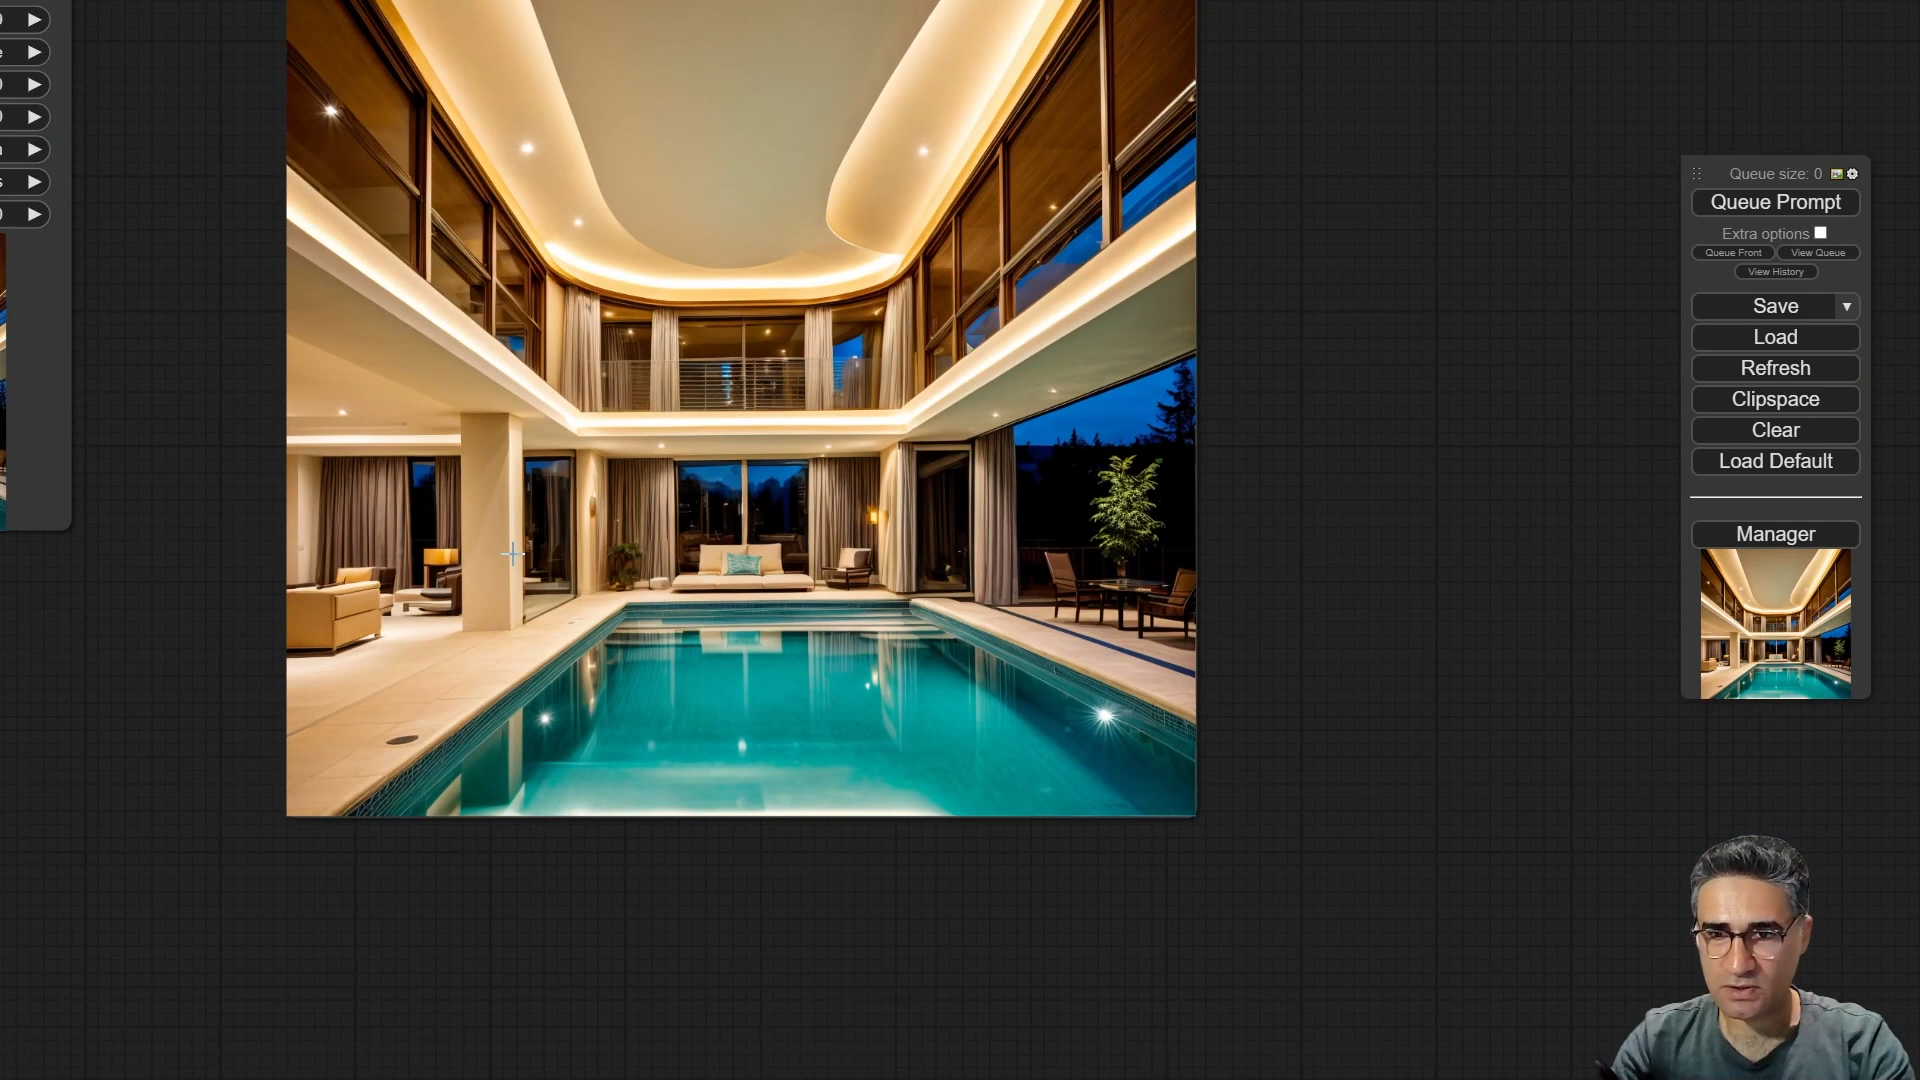 Queue size: 0
Queue Prompt
Extra options
Queue Front View Queue
View History
Save ▼
Load
Refresh
Clipspace
Clear
Load Default
Manager